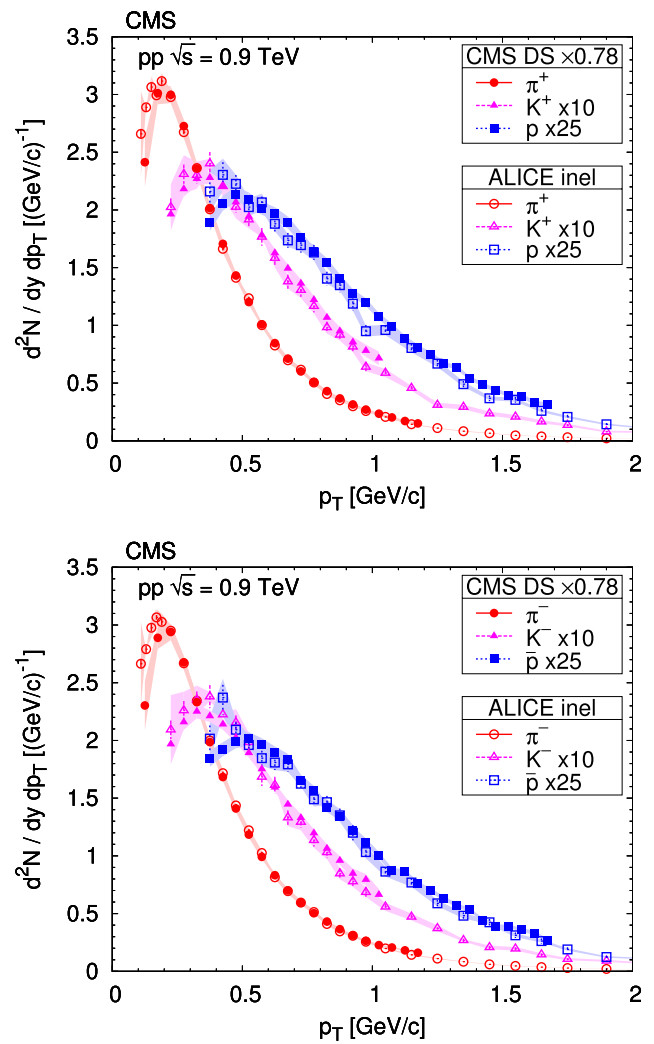 CMS
pp √s = 0.9 TeV
CMS DS ×0.78
π⁺
K⁺ x10
p x25
ALICE inel
π⁺
K⁺ x10
p x25
d²N / dy dp_T [(GeV/c)⁻¹]
3.5
3
2.5
2
1.5
1
0.5
0
0 0.5 1 1.5 2
p_T [GeV/c]
CMS
pp √s = 0.9 TeV
CMS DS ×0.78
π⁻
K⁻ x10
p̅ x25
ALICE inel
π⁻
K⁻ x10
p̅ x25
d²N / dy dp_T [(GeV/c)⁻¹]
3.5
3
2.5
2
1.5
1
0.5
0
0 0.5 1 1.5 2
p_T [GeV/c]